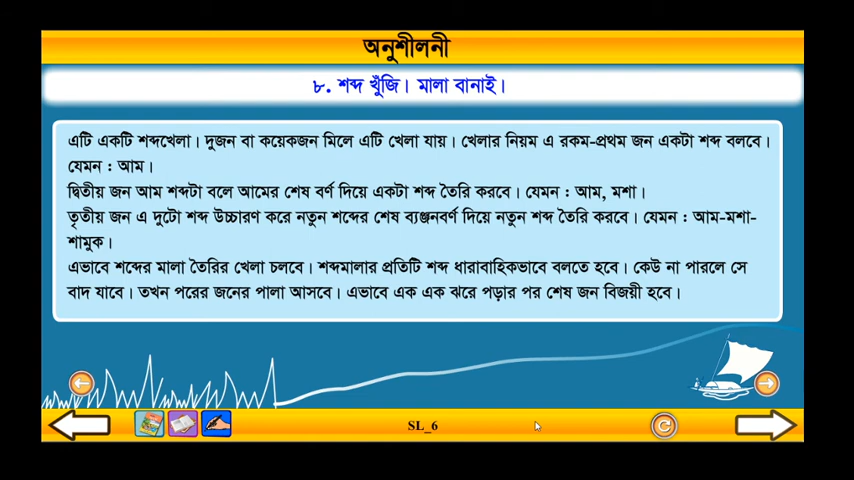 অনুশীলনী
৮. শব্দ খুঁজি। মালা বানাই।
এটি একটি শব্দখেলা। দুজন বা কয়েকজন মিলে এটি খেলা যায়। খেলার নিয়ম এ রকম-প্রথম জন একটা শব্দ বলবে।
যেমন : আম।
দ্বিতীয় জন আম শব্দটা বলে আমের শেষ বর্ণ দিয়ে একটা শব্দ তৈরি করবে। যেমন : আম, মশা।
তৃতীয় জন এ দুটো শব্দ উচ্চারণ করে নতুন শব্দের শেষ ব্যঞ্জনবর্ণ দিয়ে নতুন শব্দ তৈরি করবে। যেমন : আম-মশা-
শামুক।
এভাবে শব্দের মালা তৈরির খেলা চলবে। শব্দমালার প্রতিটি শব্দ ধারাবাহিকভাবে বলতে হবে। কেউ না পারলে সে
বাদ যাবে। তখন পরের জনের পালা আসবে। এভাবে এক এক ঝরে পড়ার পর শেষ জন বিজয়ী হবে।
SL_6